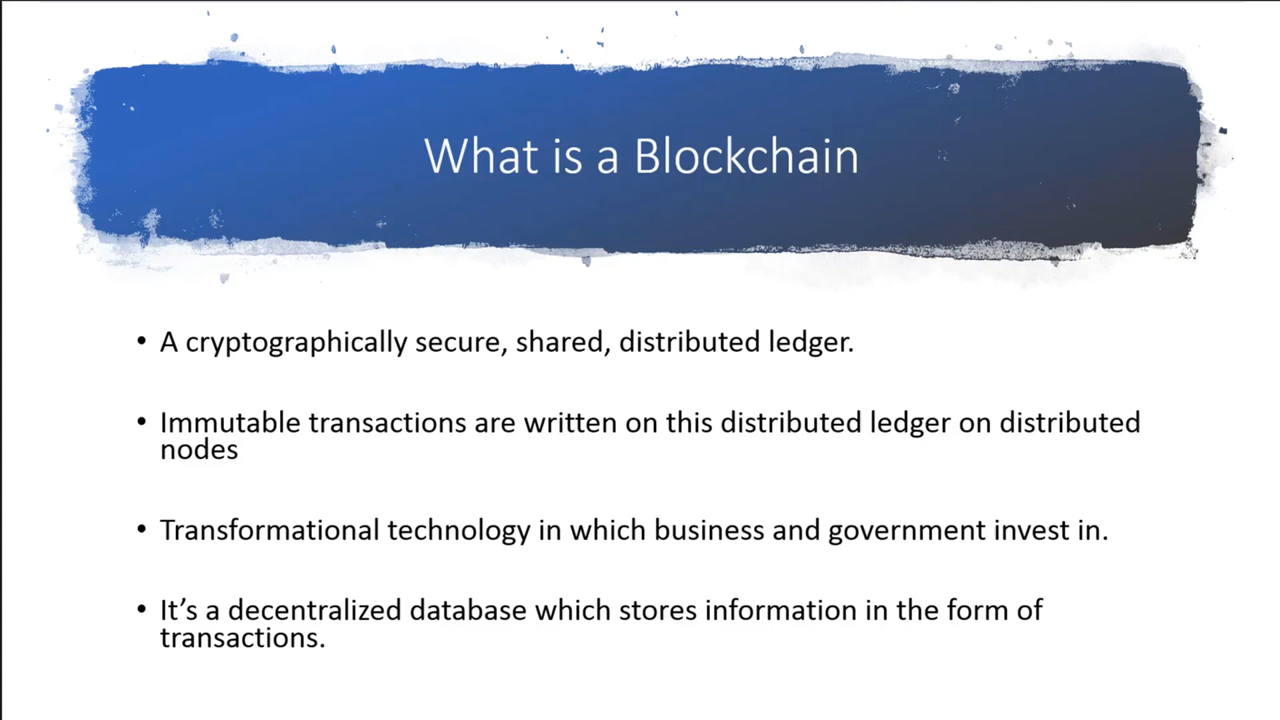 What is a Blockchain
• A cryptographically secure, shared, distributed ledger.
• Immutable transactions are written on this distributed ledger on distributed
nodes
• Transformational technology in which business and government invest in.
• It’s a decentralized database which stores information in the form of
transactions.